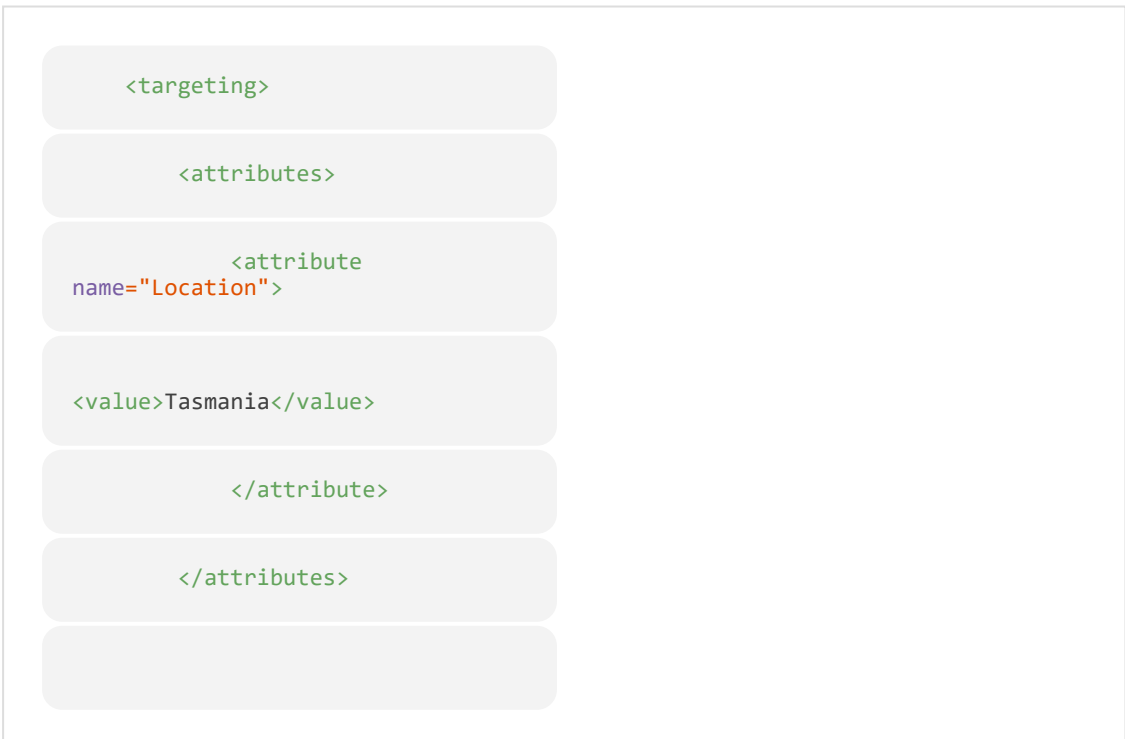 <targeting>
<attributes>
<attribute
name="Location">
<value>Tasmania</value>
</attribute>
</attributes>